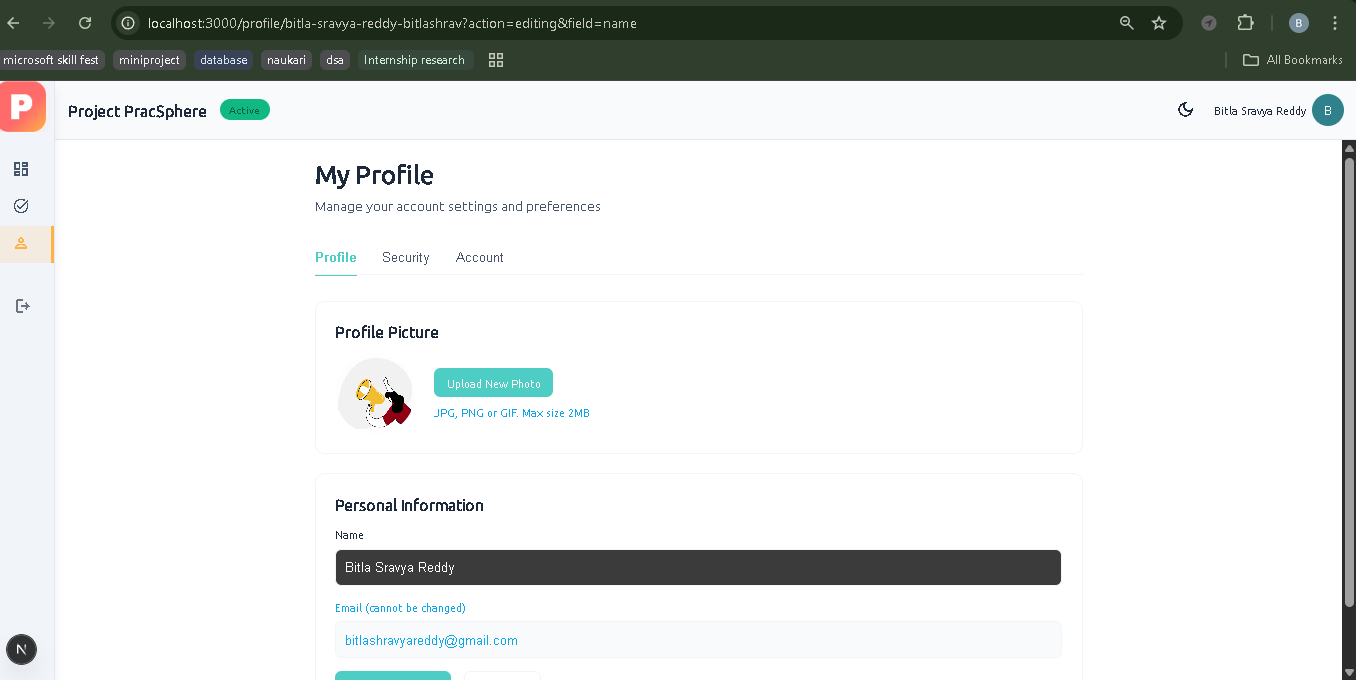 localhost:3000/profile/bitla-sravya-reddy-bitlashrav?action=editing&field=name
B
microsoft skill fest miniproject database naukari dsa Internship research All Bookmarks
P Project PracSphere Active Bitla Sravya Reddy B
My Profile
Manage your account settings and preferences
Profile Security Account
Profile Picture
Upload New Photo
JPG, PNG or GIF. Max size 2MB
Personal Information
Name
Bitla Sravya Reddy
Email (cannot be changed)
bitlashravyareddy@gmail.com
N